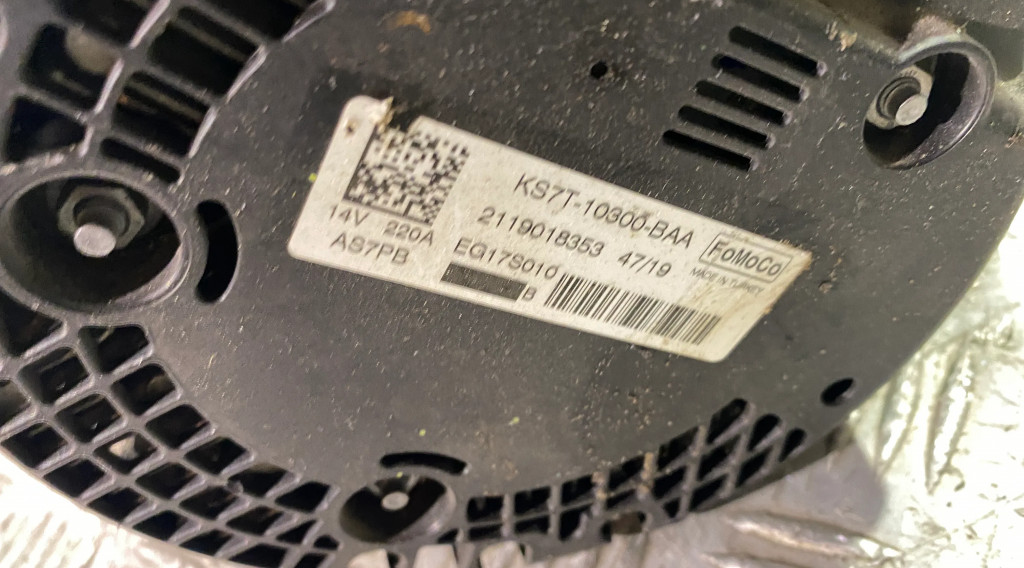 KS7T-10300-BAA
FoMoCo
14V 220A
2119018353 47/19
MADE IN TURKEY
AS7PB EG17S010
B